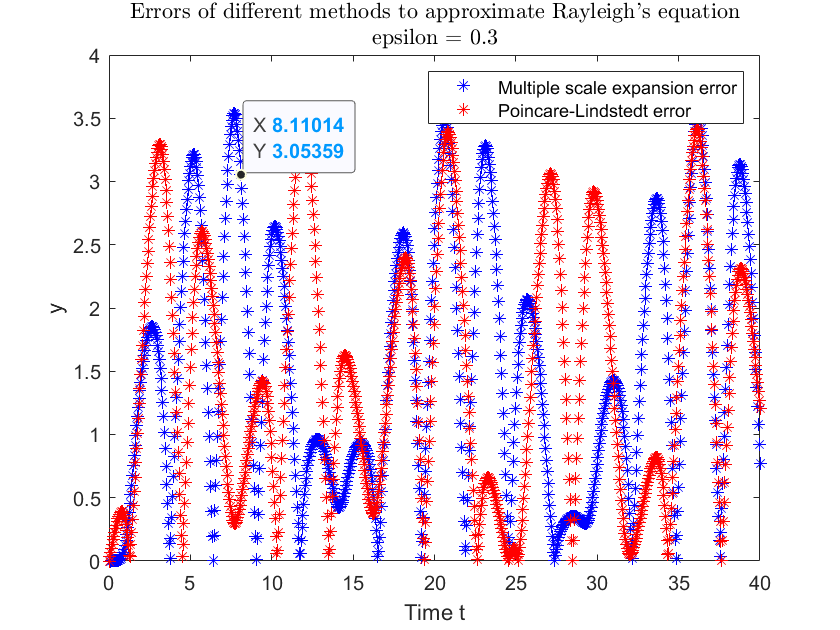 Errors of different methods to approximate Rayleigh's equation
epsilon = 0.3
4
3.5
3
2.5
2
1.5
1
0.5
0
y
Multiple scale expansion error
Poincare-Lindstedt error
X 8.11014
Y 3.05359
0 5 10 15 20 25 30 35 40
Time t